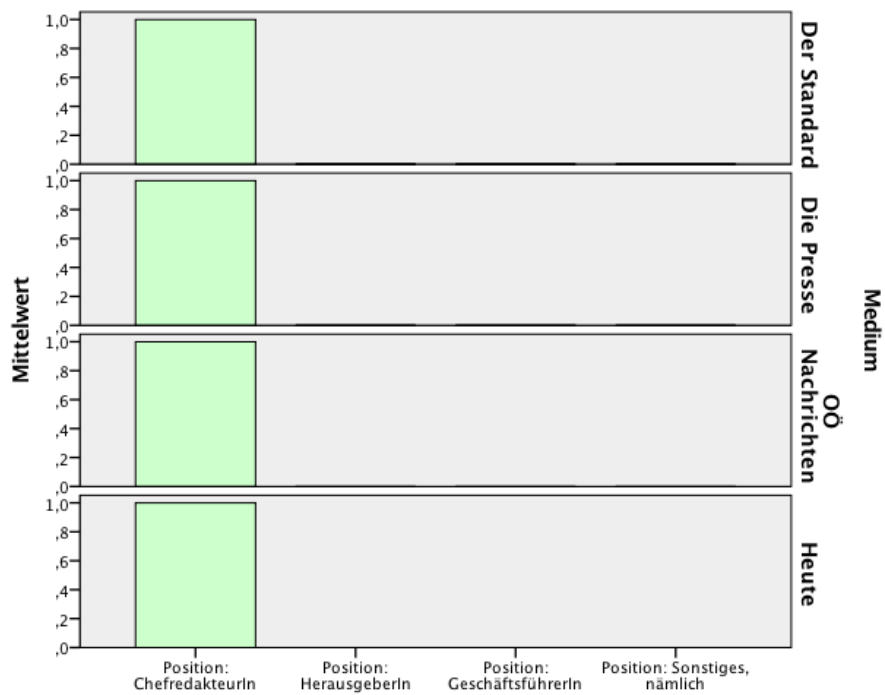 1,0
,8
,6
,4
,2
,0
Der Standard
1,0
,8
,6
,4
,2
,0
Die Presse
1,0
,8
,6
,4
,2
,0
OÖ
Nachrichten
1,0
,8
,6
,4
,2
,0
Heute
Mittelwert
Medium
Position:
ChefredakteurIn
Position:
HerausgeberIn
Position:
GeschäftsführerIn
Position: Sonstiges,
nämlich